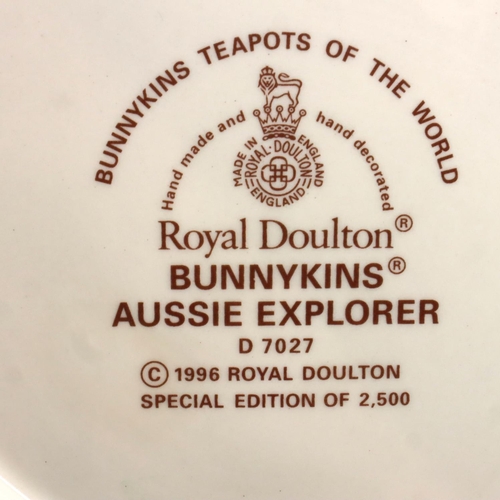 BUNNYKINS TEAPOTS OF THE WORLD
Hand made and hand decorated
MADE IN ENGLAND
ROYAL·DOULTON
ENGLAND
Royal Doulton®
BUNNYKINS®
AUSSIE EXPLORER
D 7027
© 1996 ROYAL DOULTON
SPECIAL EDITION OF 2,500